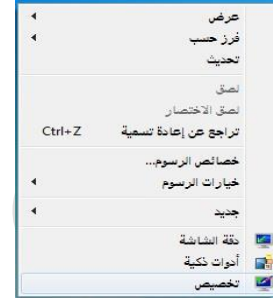 عرض
فرز حسب
تحديث
لصق
لصق الاختصار
تراجع عن إعادة تسمية Ctrl+Z
خصائص الرسوم...
خيارات الرسوم
جديد
دقة الشاشة
أدوات ذكية
تخصيص